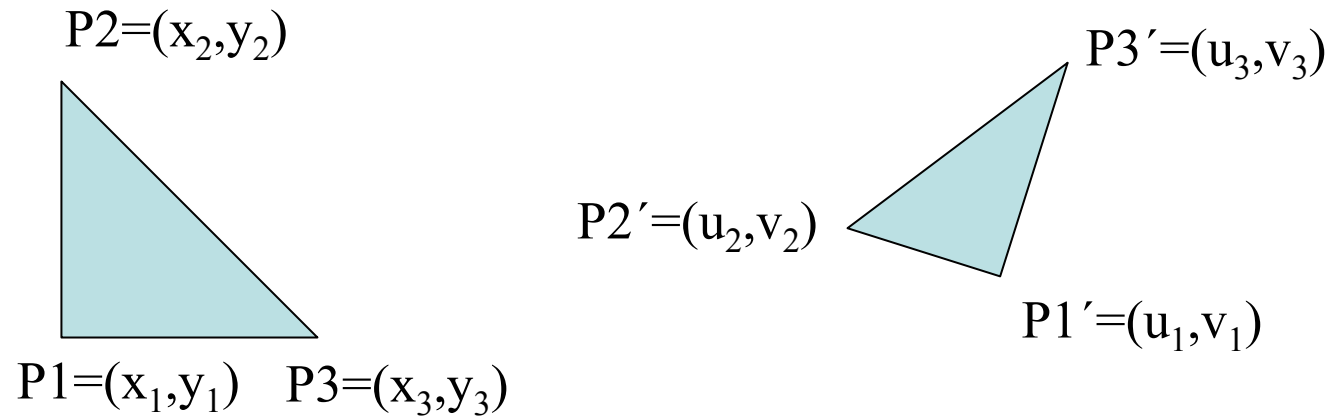 P2=(x₂,y₂)
P3´=(u₃,v₃)
P2´=(u₂,v₂)
P1´=(u₁,v₁)
P1=(x₁,y₁) P3=(x₃,y₃)